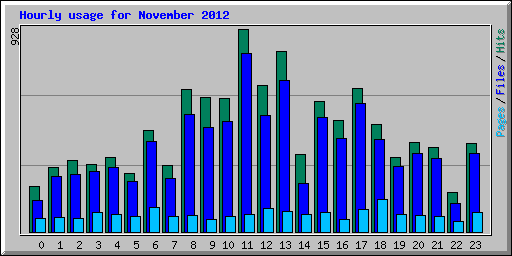 Hourly usage for November 2012
928
Pages / Files / Hits
0 1 2 3 4 5 6 7 8 9 10 11 12 13 14 15 16 17 18 19 20 21 22 23